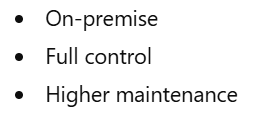 • On-premise
• Full control
• Higher maintenance